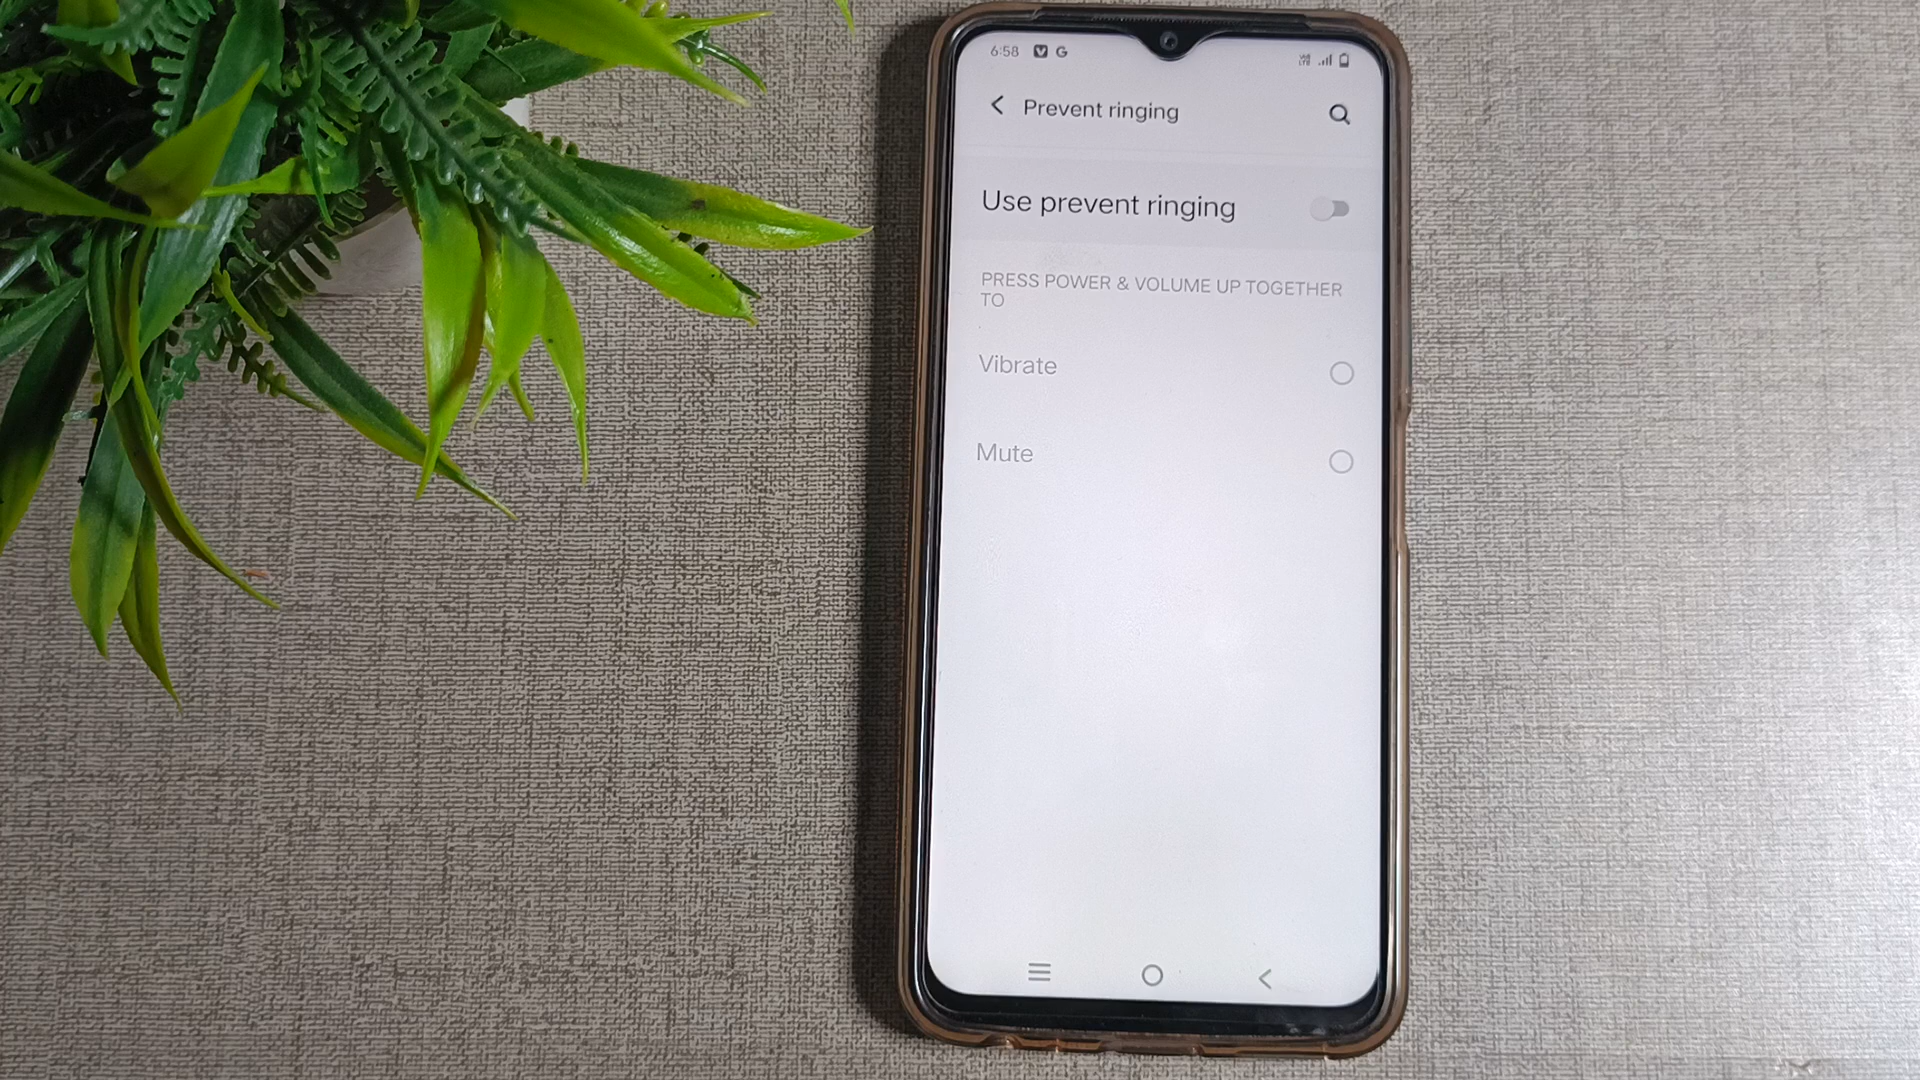 6:58 V G
Prevent ringing
Use prevent ringing
PRESS POWER & VOLUME UP TOGETHER
TO
Vibrate
Mute